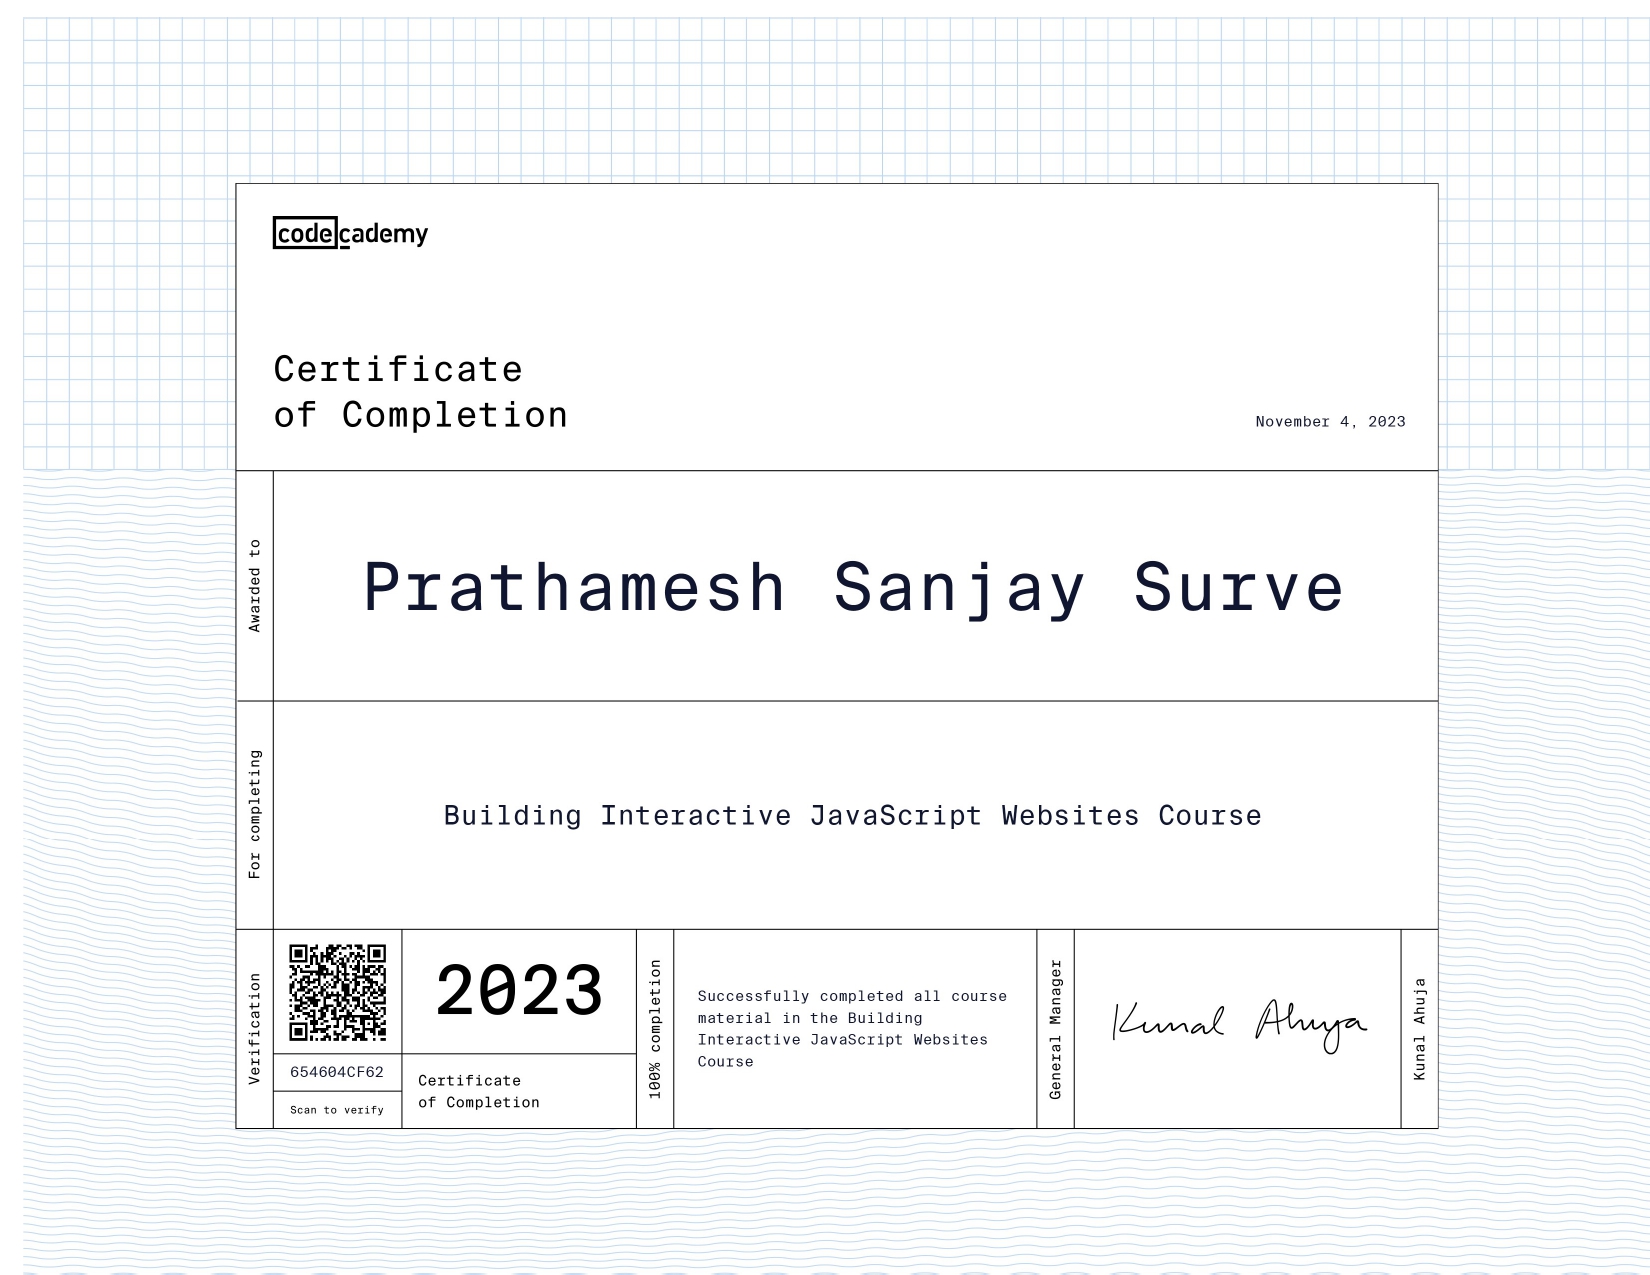 codecademy
Certificate
of Completion
November 4, 2023
Awarded to
Prathamesh Sanjay Surve
For completing
Building Interactive JavaScript Websites Course
Verification
654604CF62
Scan to verify
2023
Certificate
of Completion
100% completion
Successfully completed all course
material in the Building
Interactive JavaScript Websites
Course
General Manager
Kunal Ahuja
Kunal Ahuja